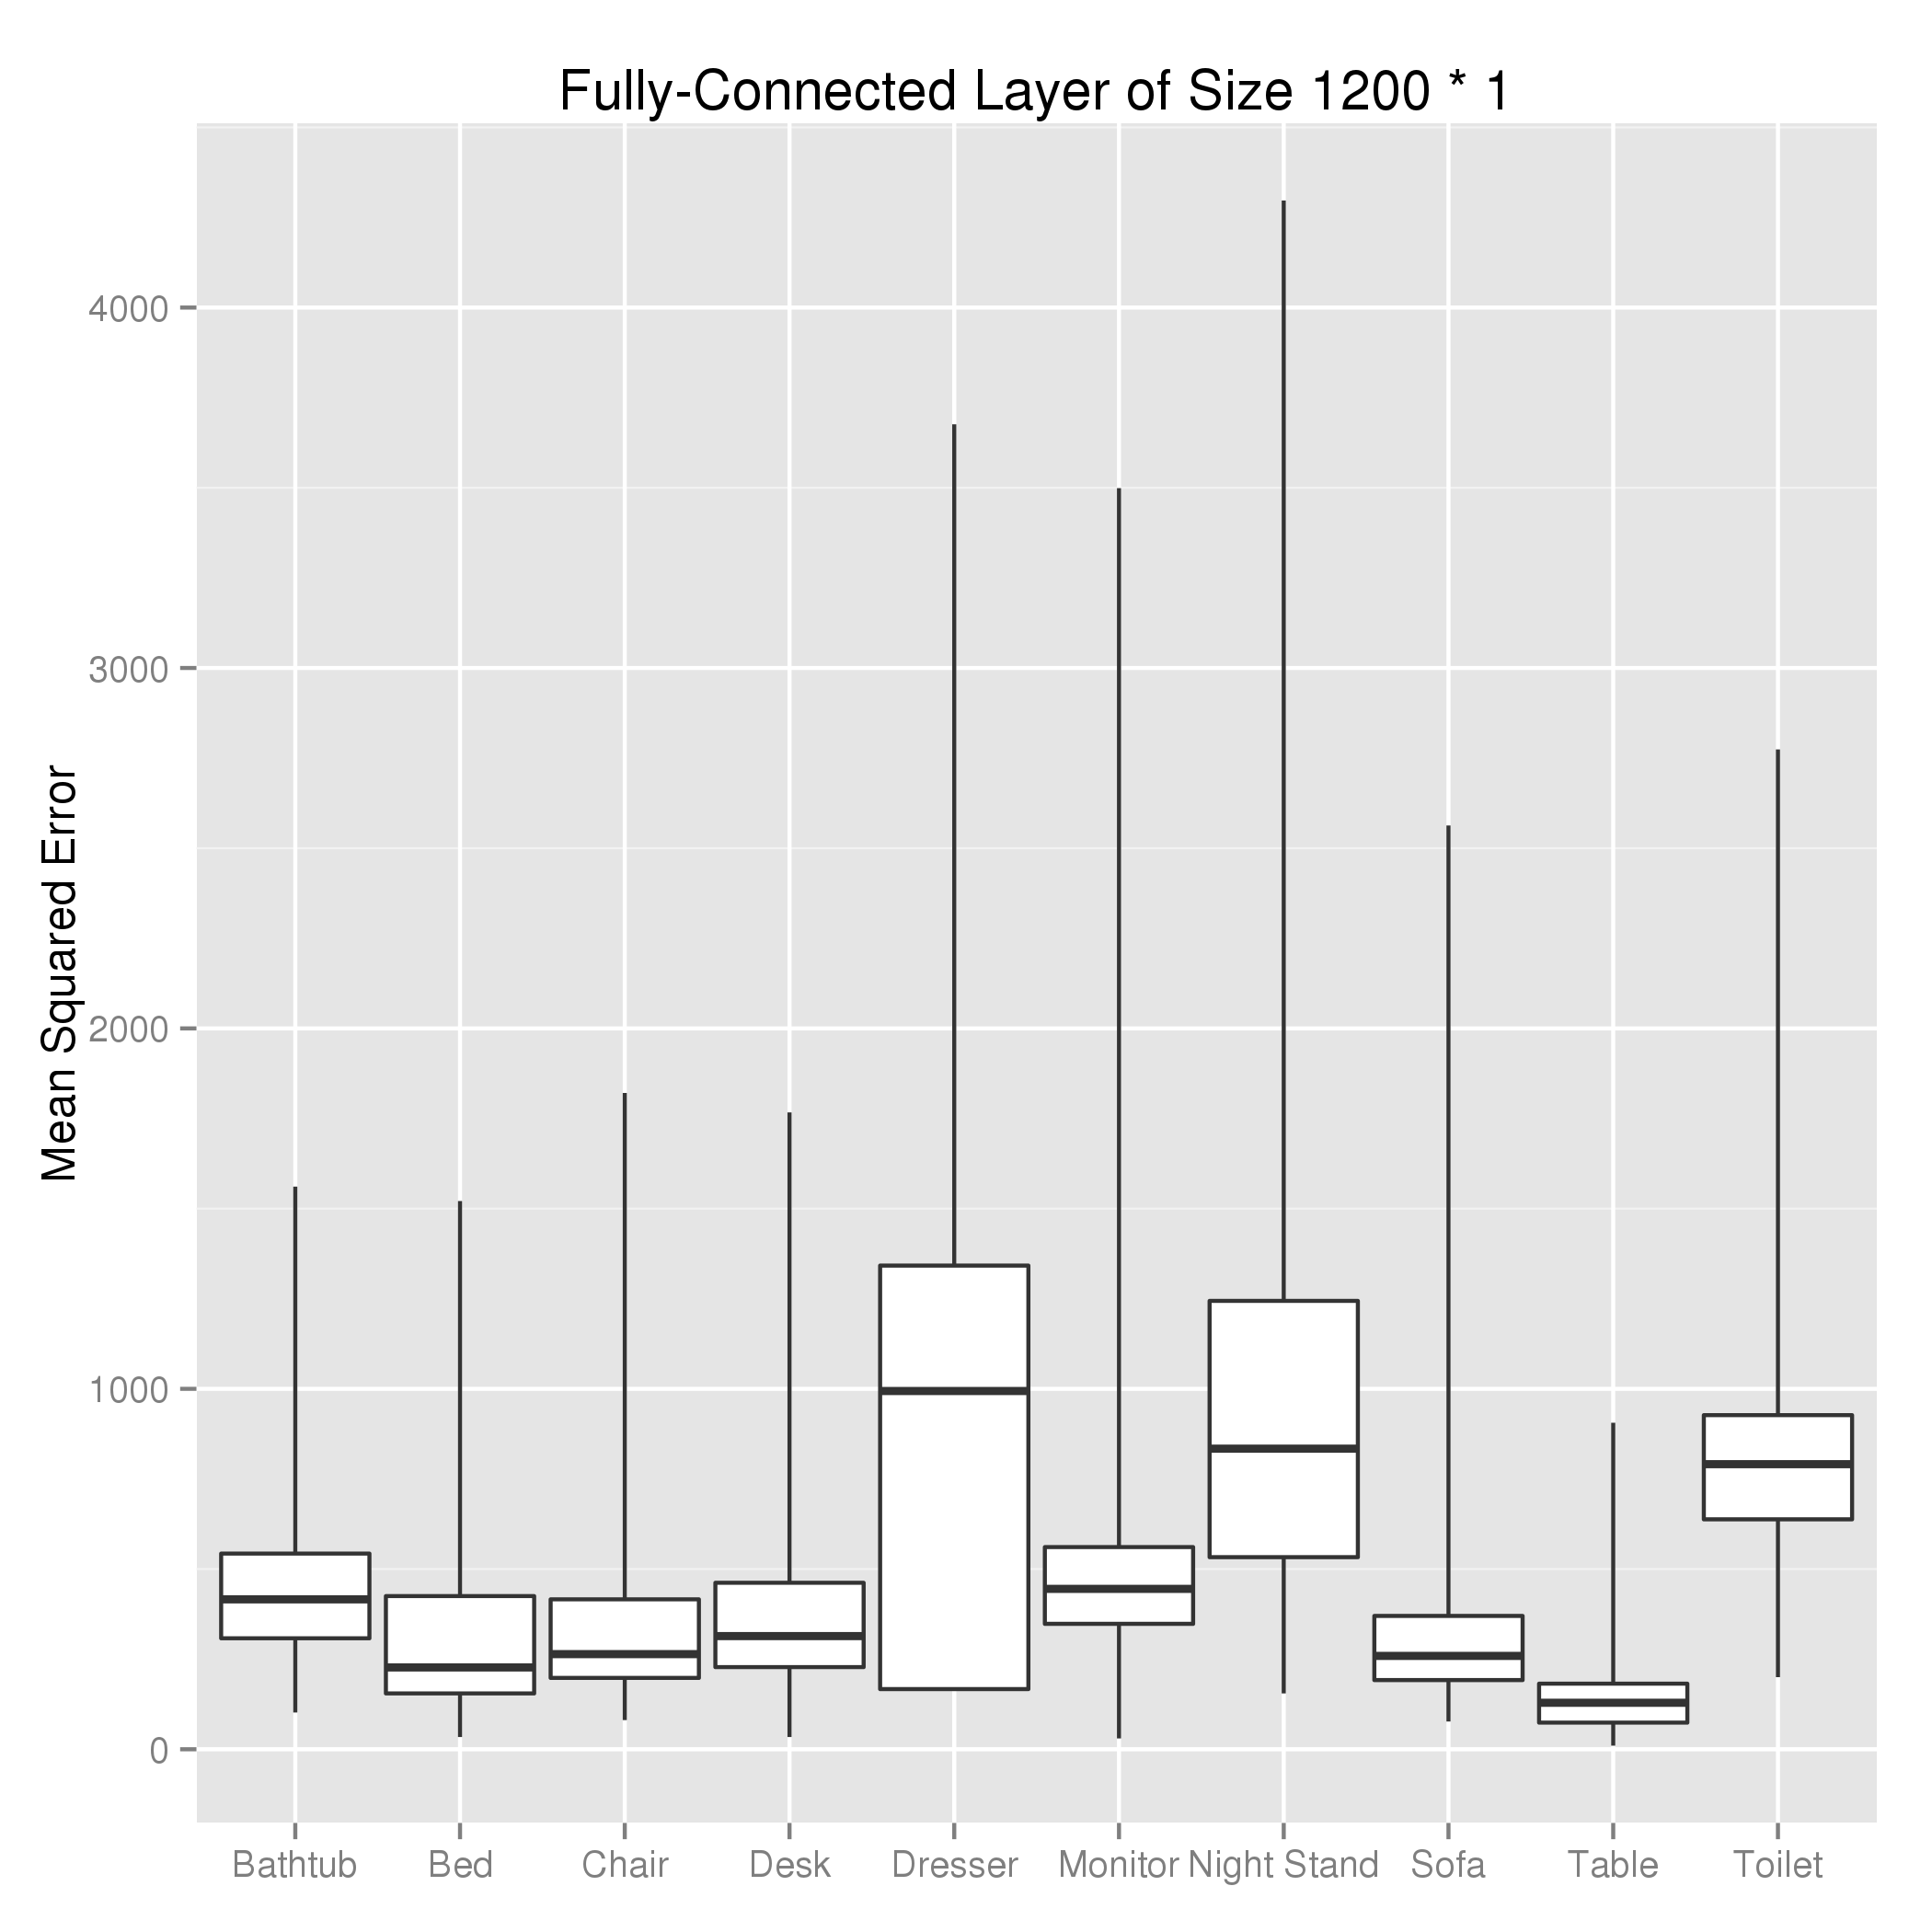 Fully-Connected Layer of Size 1200 * 1
Mean Squared Error
4000
3000
2000
1000
0
Bathtub Bed Chair Desk Dresser Monitor Night Stand Sofa Table Toilet